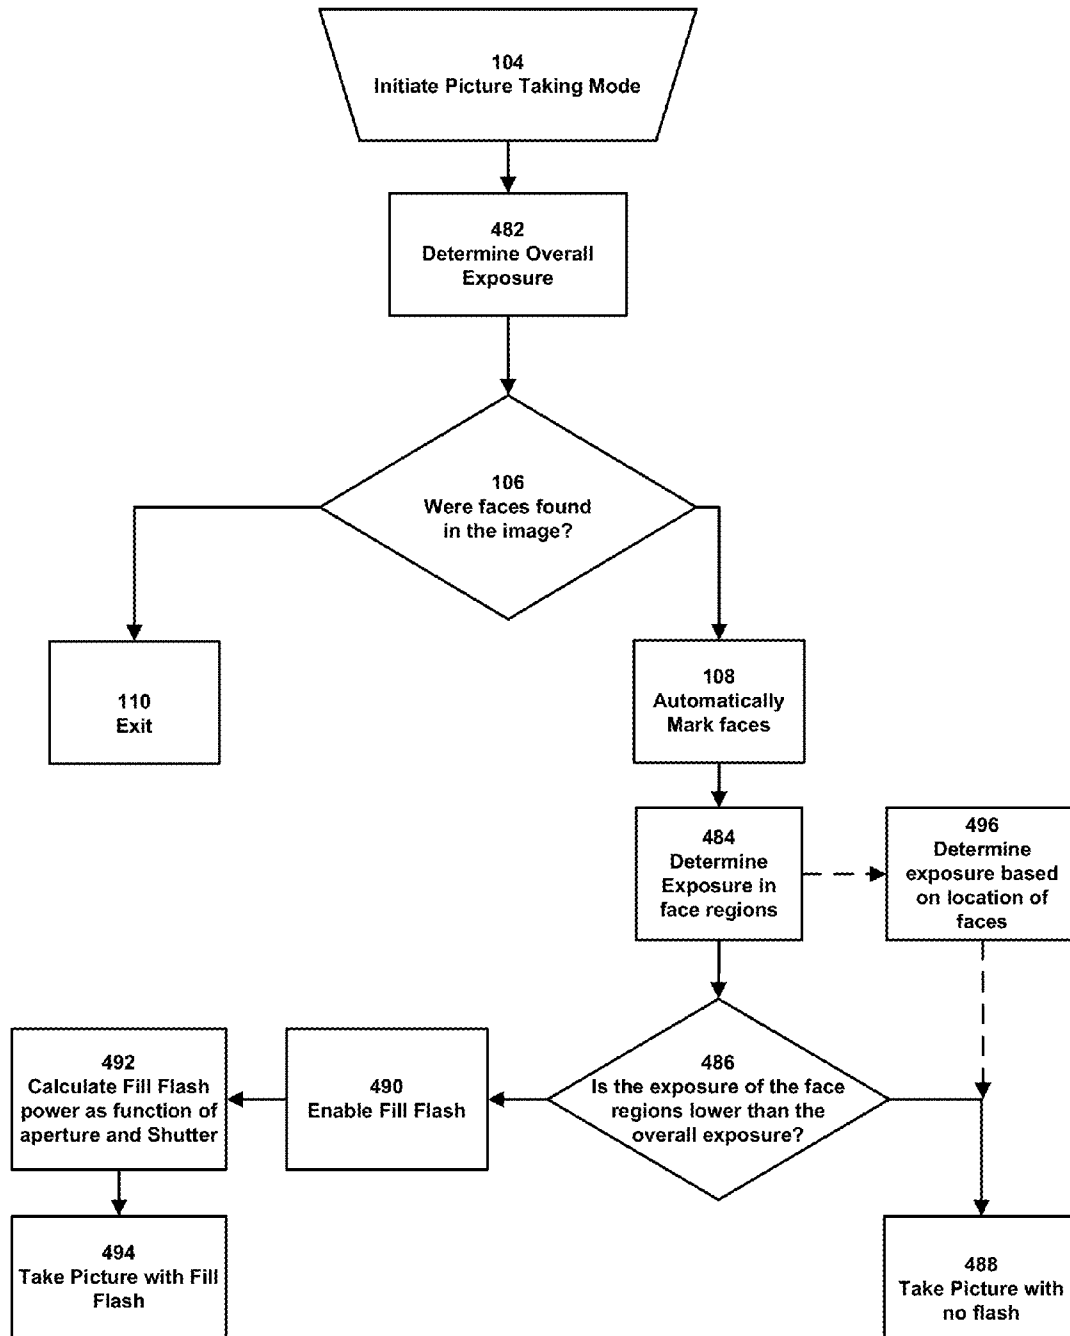 104
Initiate Picture Taking Mode
482
Determine Overall
Exposure
106
Were faces found
in the image?
110
Exit
108
Automatically
Mark faces
484
Determine
Exposure in
face regions
496
Determine
exposure based
on location of
faces
486
Is the exposure of the face
regions lower than the
overall exposure?
490
Enable Fill Flash
492
Calculate Fill Flash
power as function of
aperture and Shutter
494
Take Picture with Fill
Flash
488
Take Picture with
no flash